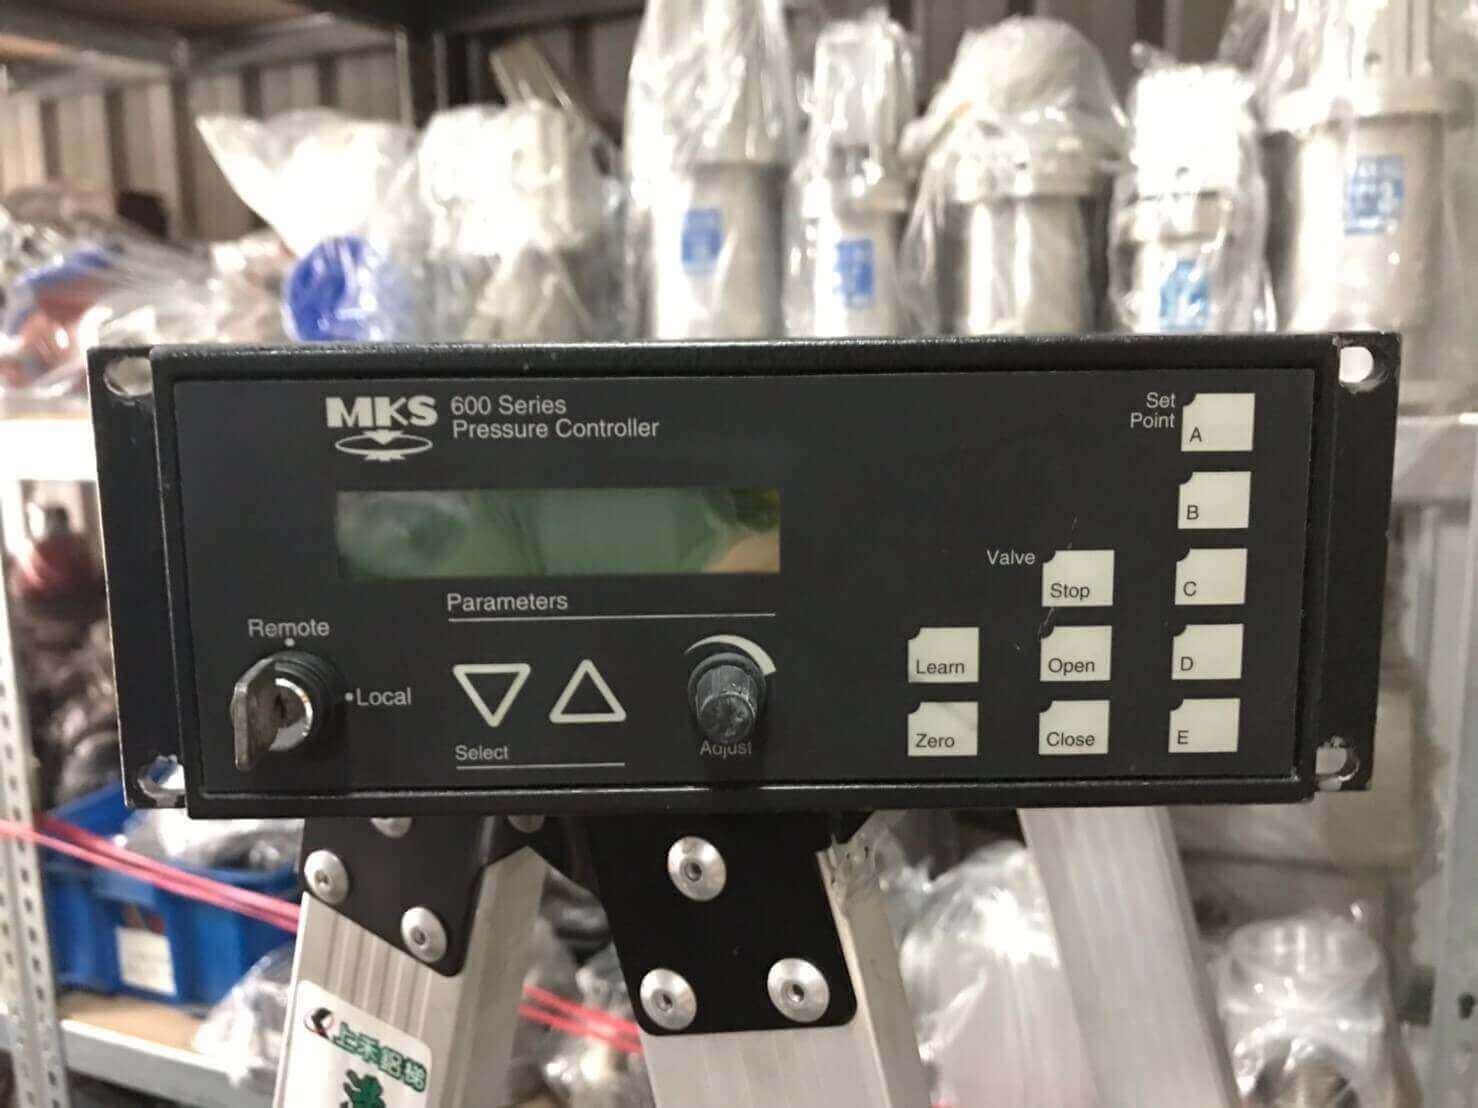 MKS 600 Series
Pressure Controller
Set
Point
A
B
Valve
Stop
C
Parameters
Remote
Local
Learn
Open
D
Select
Adjust
Zero
Close
E
上禾鋁梯